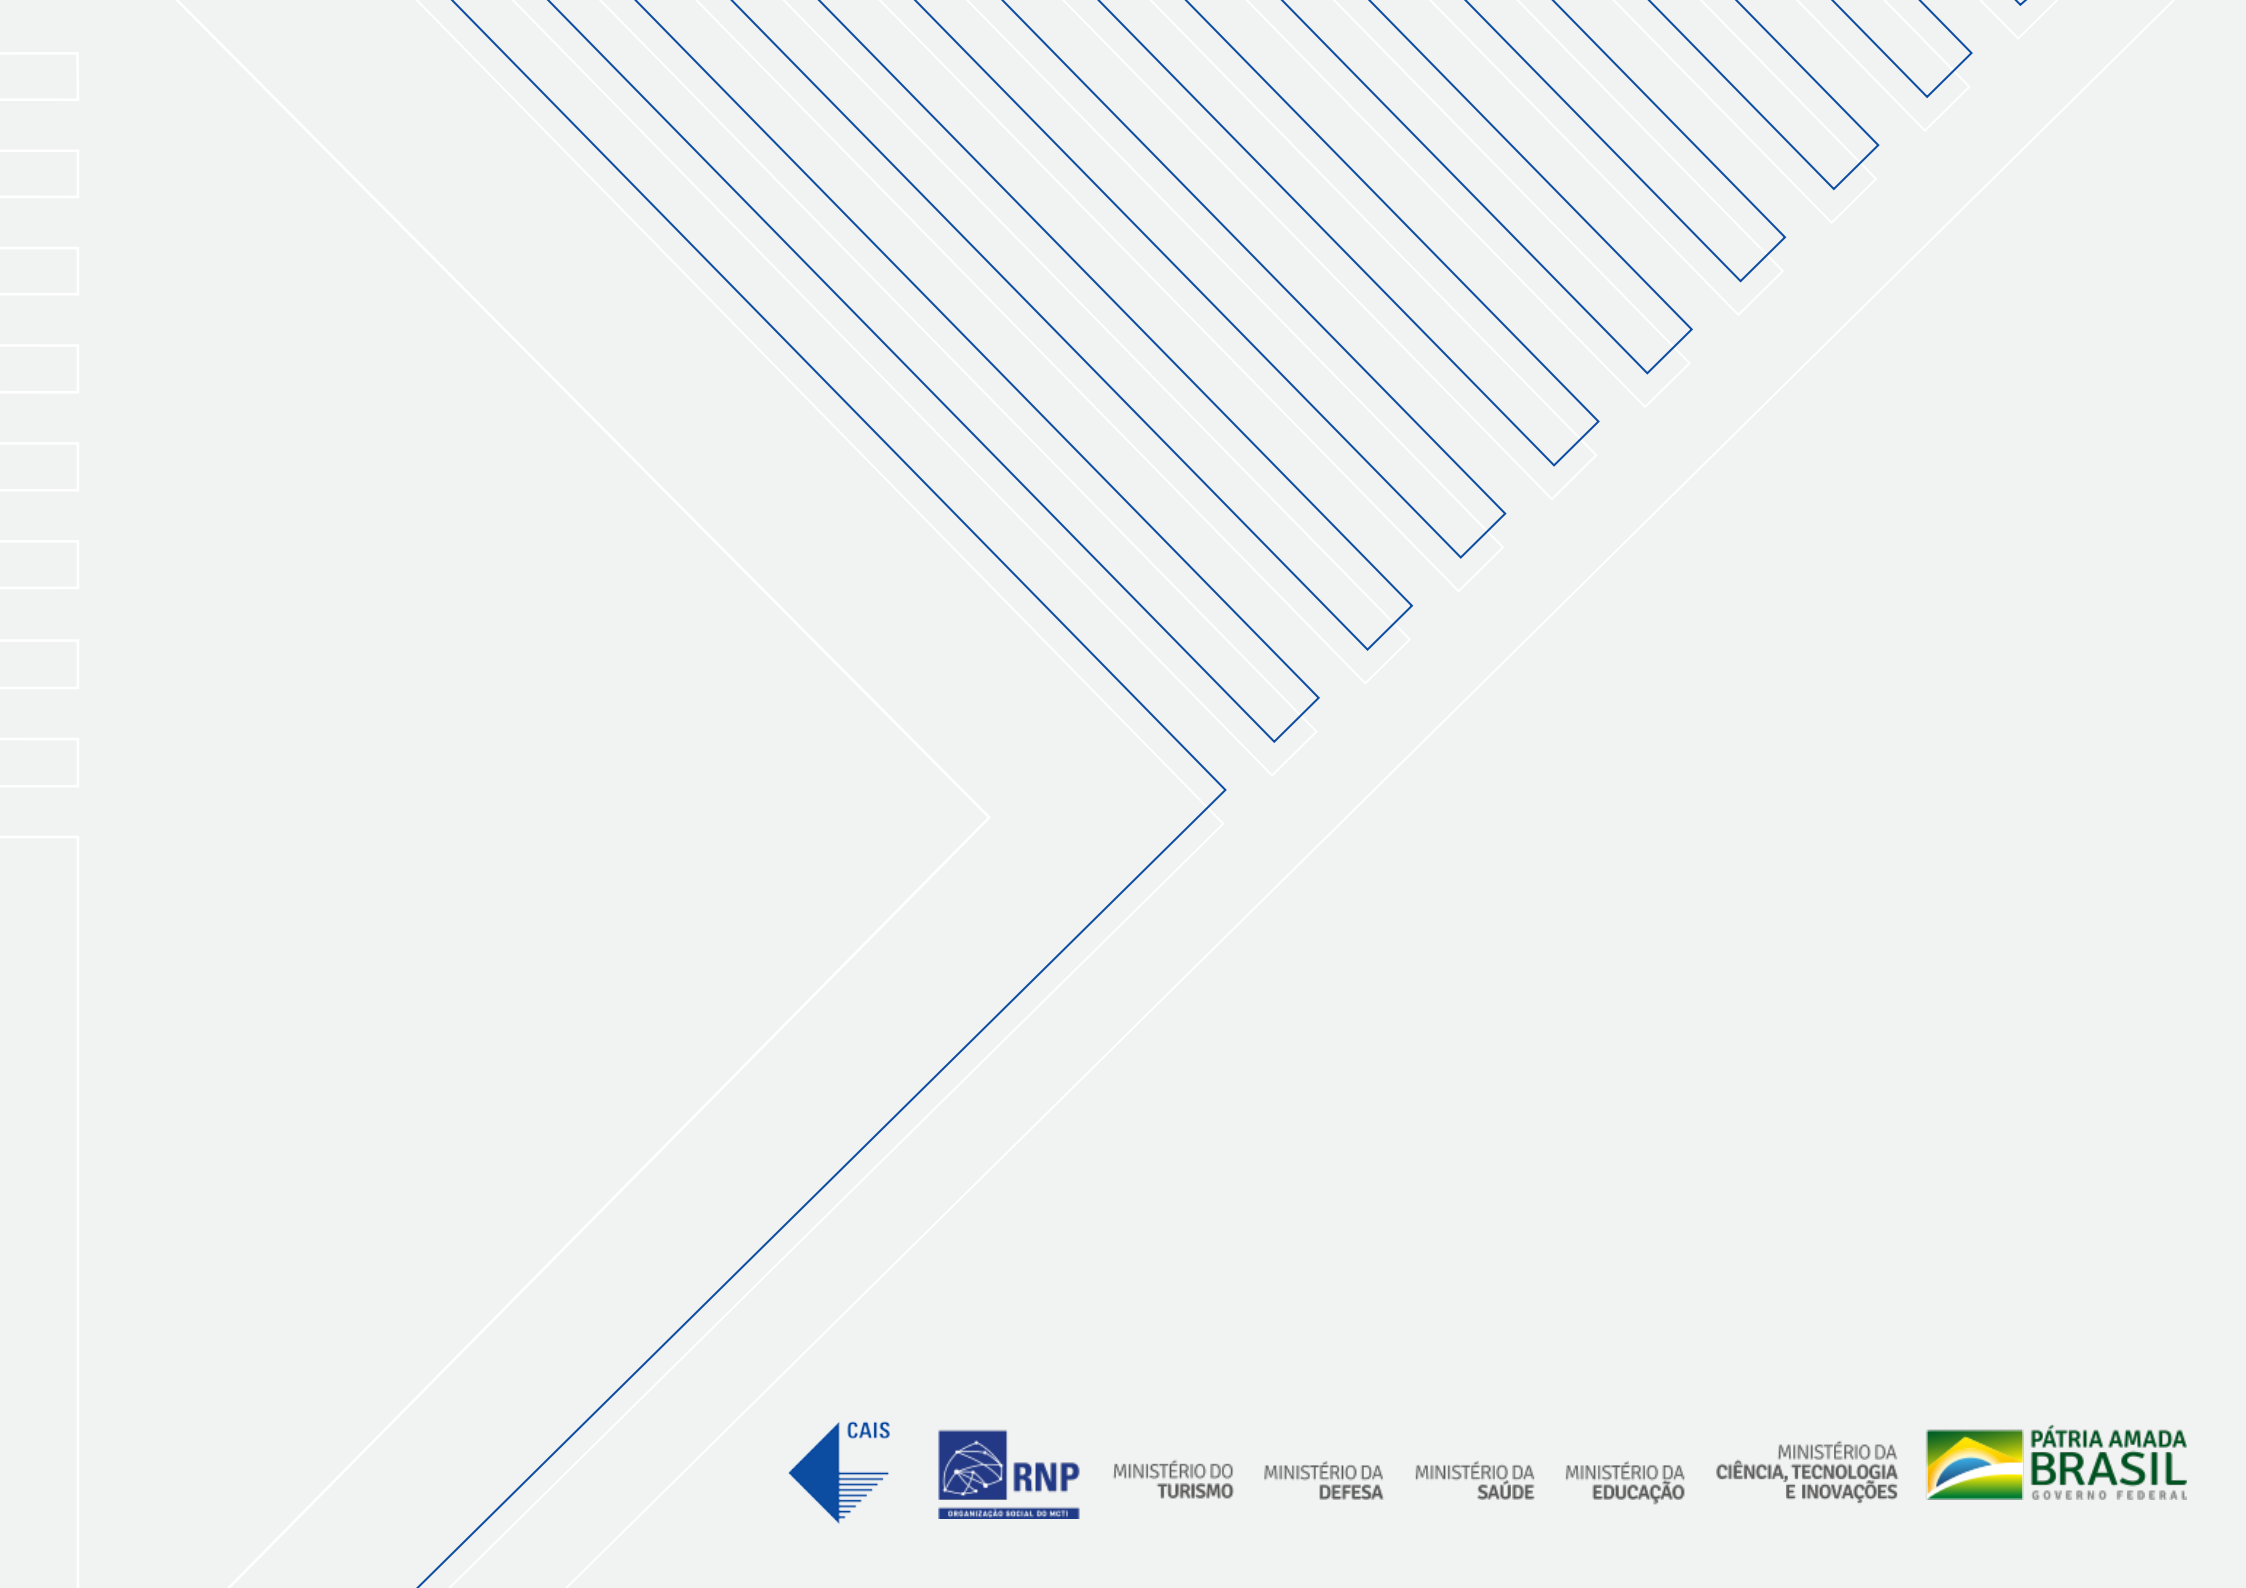 CAIS
RNP
ORGANIZAÇÃO SOCIAL DO MCTI
MINISTÉRIO DO
TURISMO
MINISTÉRIO DA
DEFESA
MINISTÉRIO DA
SAÚDE
MINISTÉRIO DA
EDUCAÇÃO
MINISTÉRIO DA
CIÊNCIA, TECNOLOGIA
E INOVAÇÕES
PÁTRIA AMADA
BRASIL
GOVERNO FEDERAL